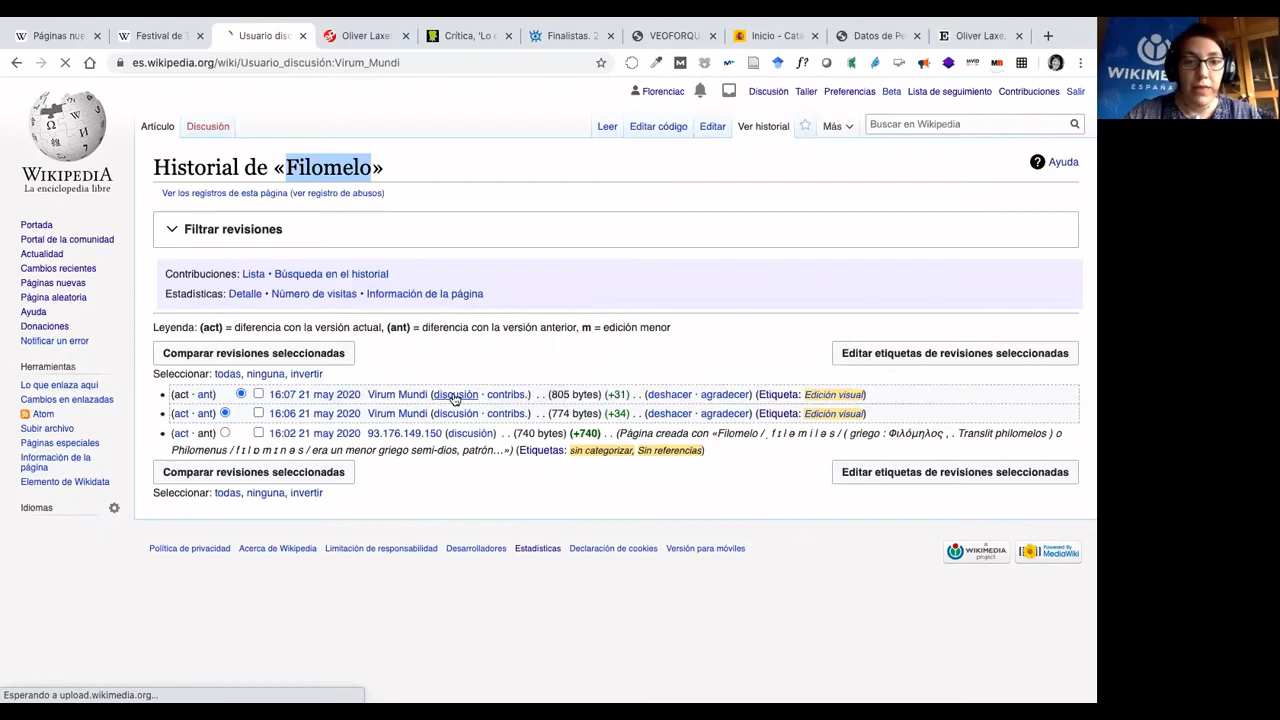 Páginas nue
Festival de
Usuario disc
Oliver Laxe,
Crítica, 'Lo
Finalistas. 2
VEOFORQU
Inicio - Catá
Datos de Pe
Oliver Laxe,
es.wikipedia.org/wiki/Usuario_discusión:Virum_Mundi
WIKIMEDIA
ESPAÑA
Florenciac
Discusión
Taller
Preferencias
Beta
Lista de seguimiento
Contribuciones
Salir
Artículo
Discusión
Leer
Editar código
Editar
Ver historial
Más
Buscar en Wikipedia
WIKIPEDIA
La enciclopedia libre
Historial de «Filomelo»
Ayuda
Ver los registros de esta página (ver registro de abusos)
Filtrar revisiones
Contribuciones: Lista • Búsqueda en el historial
Estadísticas: Detalle • Número de visitas • Información de la página
Leyenda: (act) = diferencia con la versión actual, (ant) = diferencia con la versión anterior, m = edición menor
Comparar revisiones seleccionadas
Editar etiquetas de revisiones seleccionadas
Seleccionar: todas, ninguna, invertir
(act · ant) 16:07 21 may 2020 Virum Mundi (discusión · contribs.) . . (805 bytes) (+31) . . (deshacer · agradecer) (Etiqueta: Edición visual)
(act · ant) 16:06 21 may 2020 Virum Mundi (discusión · contribs.) . . (774 bytes) (+34) . . (deshacer · agradecer) (Etiqueta: Edición visual)
(act · ant) 16:02 21 may 2020 93.176.149.150 (discusión) . . (740 bytes) (+740) . . (Página creada con «Filomelo / ˌ f ɪ l ə m i l ə s / ( griego : Φιλόμηλος , . Translit philomelos ) o
Philomenus / f ɪ l ɒ m ɪ n ə s / era un menor griego semi-dios, patrón...») (Etiquetas: sin categorizar, Sin referencias)
Comparar revisiones seleccionadas
Editar etiquetas de revisiones seleccionadas
Seleccionar: todas, ninguna, invertir
Portada
Portal de la comunidad
Actualidad
Cambios recientes
Páginas nuevas
Página aleatoria
Ayuda
Donaciones
Notificar un error
Herramientas
Lo que enlaza aquí
Cambios en enlazadas
Atom
Subir archivo
Páginas especiales
Información de la
página
Elemento de Wikidata
Idiomas
Política de privacidad
Acerca de Wikipedia
Limitación de responsabilidad
Desarrolladores
Estadísticas
Declaración de cookies
Versión para móviles
a
WIKIMEDIA
project
Powered By
MediaWiki
Esperando a upload.wikimedia.org...